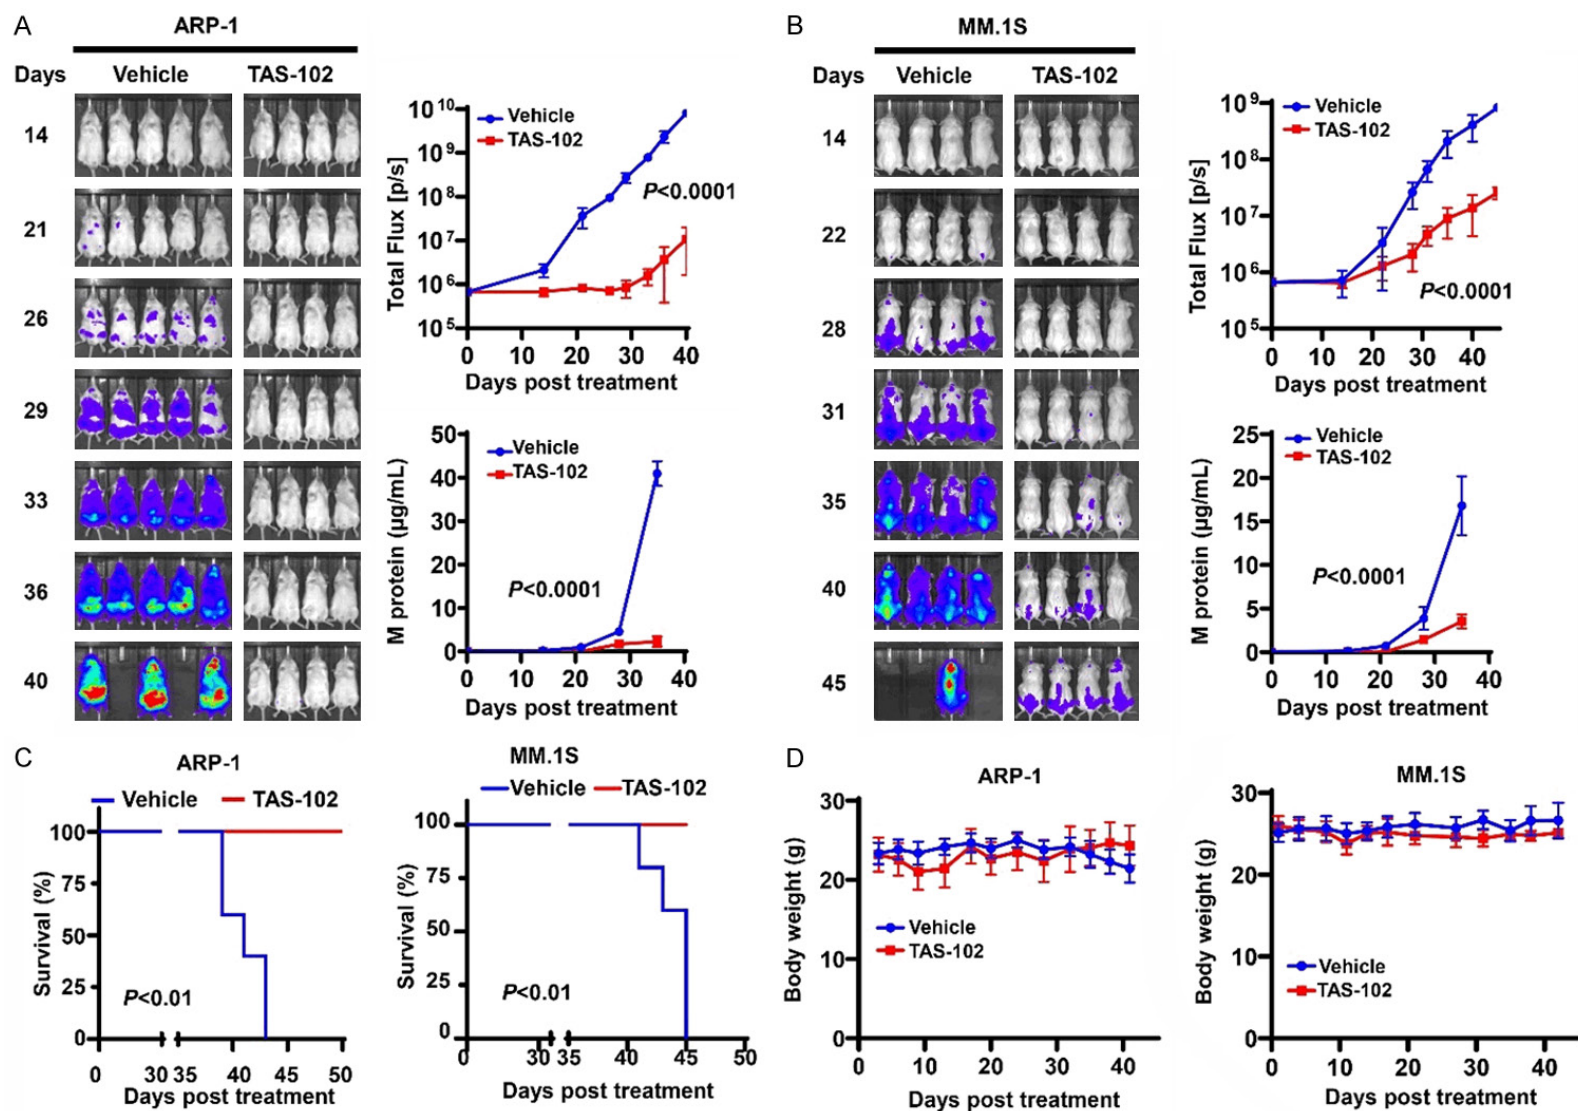 A
ARP-1
Days
Vehicle
TAS-102
14
21
26
29
33
36
40
Vehicle
TAS-102
P<0.0001
Total Flux [p/s]
10^10
10^9
10^8
10^7
10^6
10^5
0 10 20 30 40
Days post treatment
Vehicle
TAS-102
P<0.0001
M protein (µg/mL)
50
40
30
20
10
0
0 10 20 30 40
Days post treatment
B
MM.1S
Days
Vehicle
TAS-102
14
22
28
31
35
40
45
Vehicle
TAS-102
P<0.0001
Total Flux [p/s]
10^9
10^8
10^7
10^6
10^5
0 10 20 30 40
Days post treatment
Vehicle
TAS-102
P<0.0001
M protein (µg/mL)
25
20
15
10
5
0
0 10 20 30 40
Days post treatment
C
ARP-1
Vehicle TAS-102
Survival (%)
100
75
50
25
0
P<0.01
0 30 35 40 45 50
Days post treatment
MM.1S
Vehicle TAS-102
Survival (%)
100
75
50
25
0
P<0.01
0 30 35 40 45 50
Days post treatment
D
ARP-1
Body weight (g)
30
20
10
0
Vehicle
TAS-102
0 10 20 30 40
Days post treatment
MM.1S
Body weight (g)
30
20
10
0
Vehicle
TAS-102
0 10 20 30 40
Days post treatment